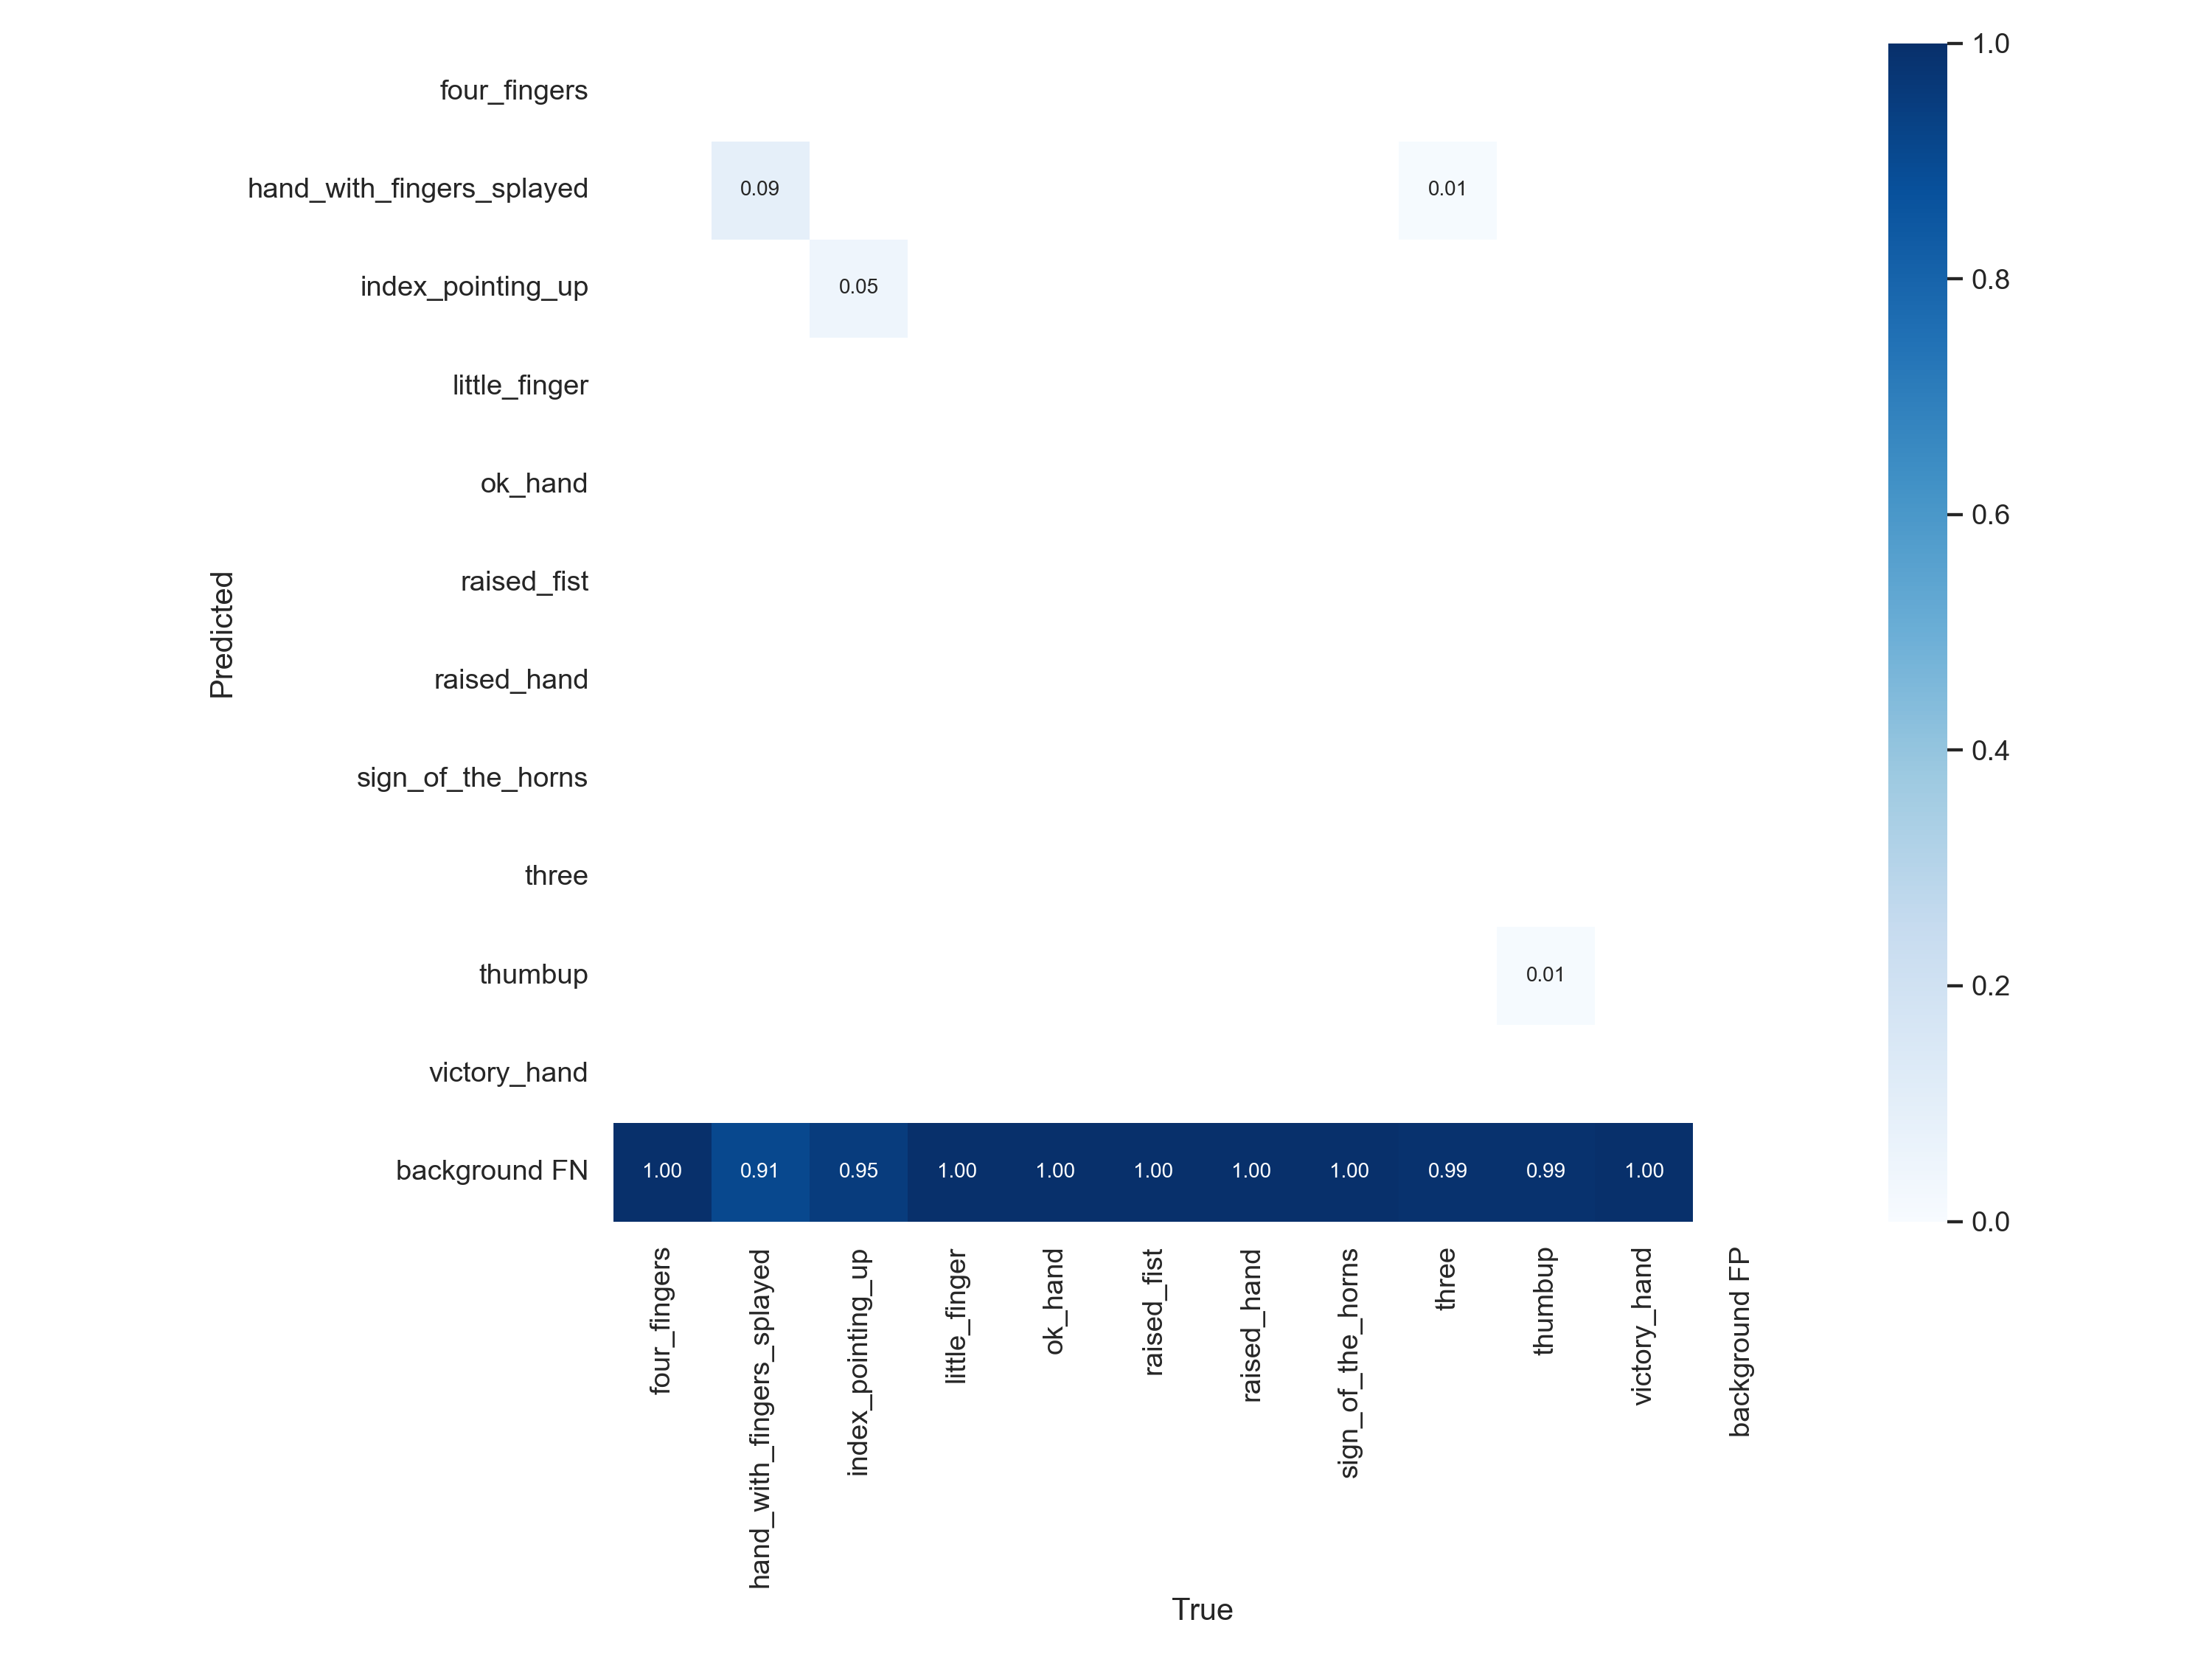 four_fingers
hand_with_fingers_splayed
index_pointing_up
little_finger
ok_hand
raised_fist
raised_hand
sign_of_the_horns
three
thumbup
victory_hand
background FN
Predicted
0.09 0.01
0.05
0.01
1.00 0.91 0.95 1.00 1.00 1.00 1.00 1.00 0.99 0.99 1.00
four_fingers
hand_with_fingers_splayed
index_pointing_up
little_finger
ok_hand
raised_fist
raised_hand
sign_of_the_horns
three
thumbup
victory_hand
background FP
True
1.0
0.8
0.6
0.4
0.2
0.0